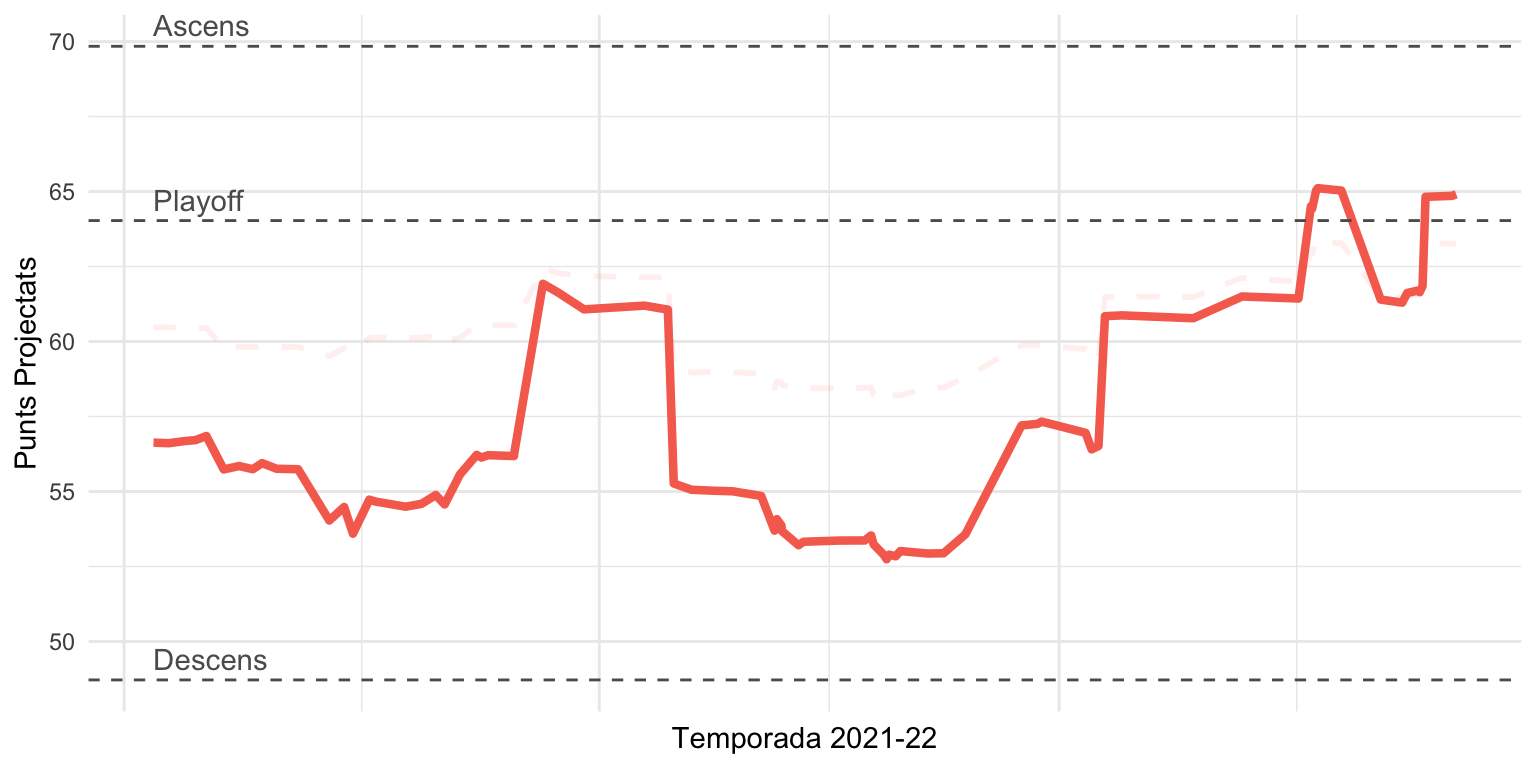 Ascens
70
65
Playoff
60
55
50
Descens
Punts Projectats
Temporada 2021-22